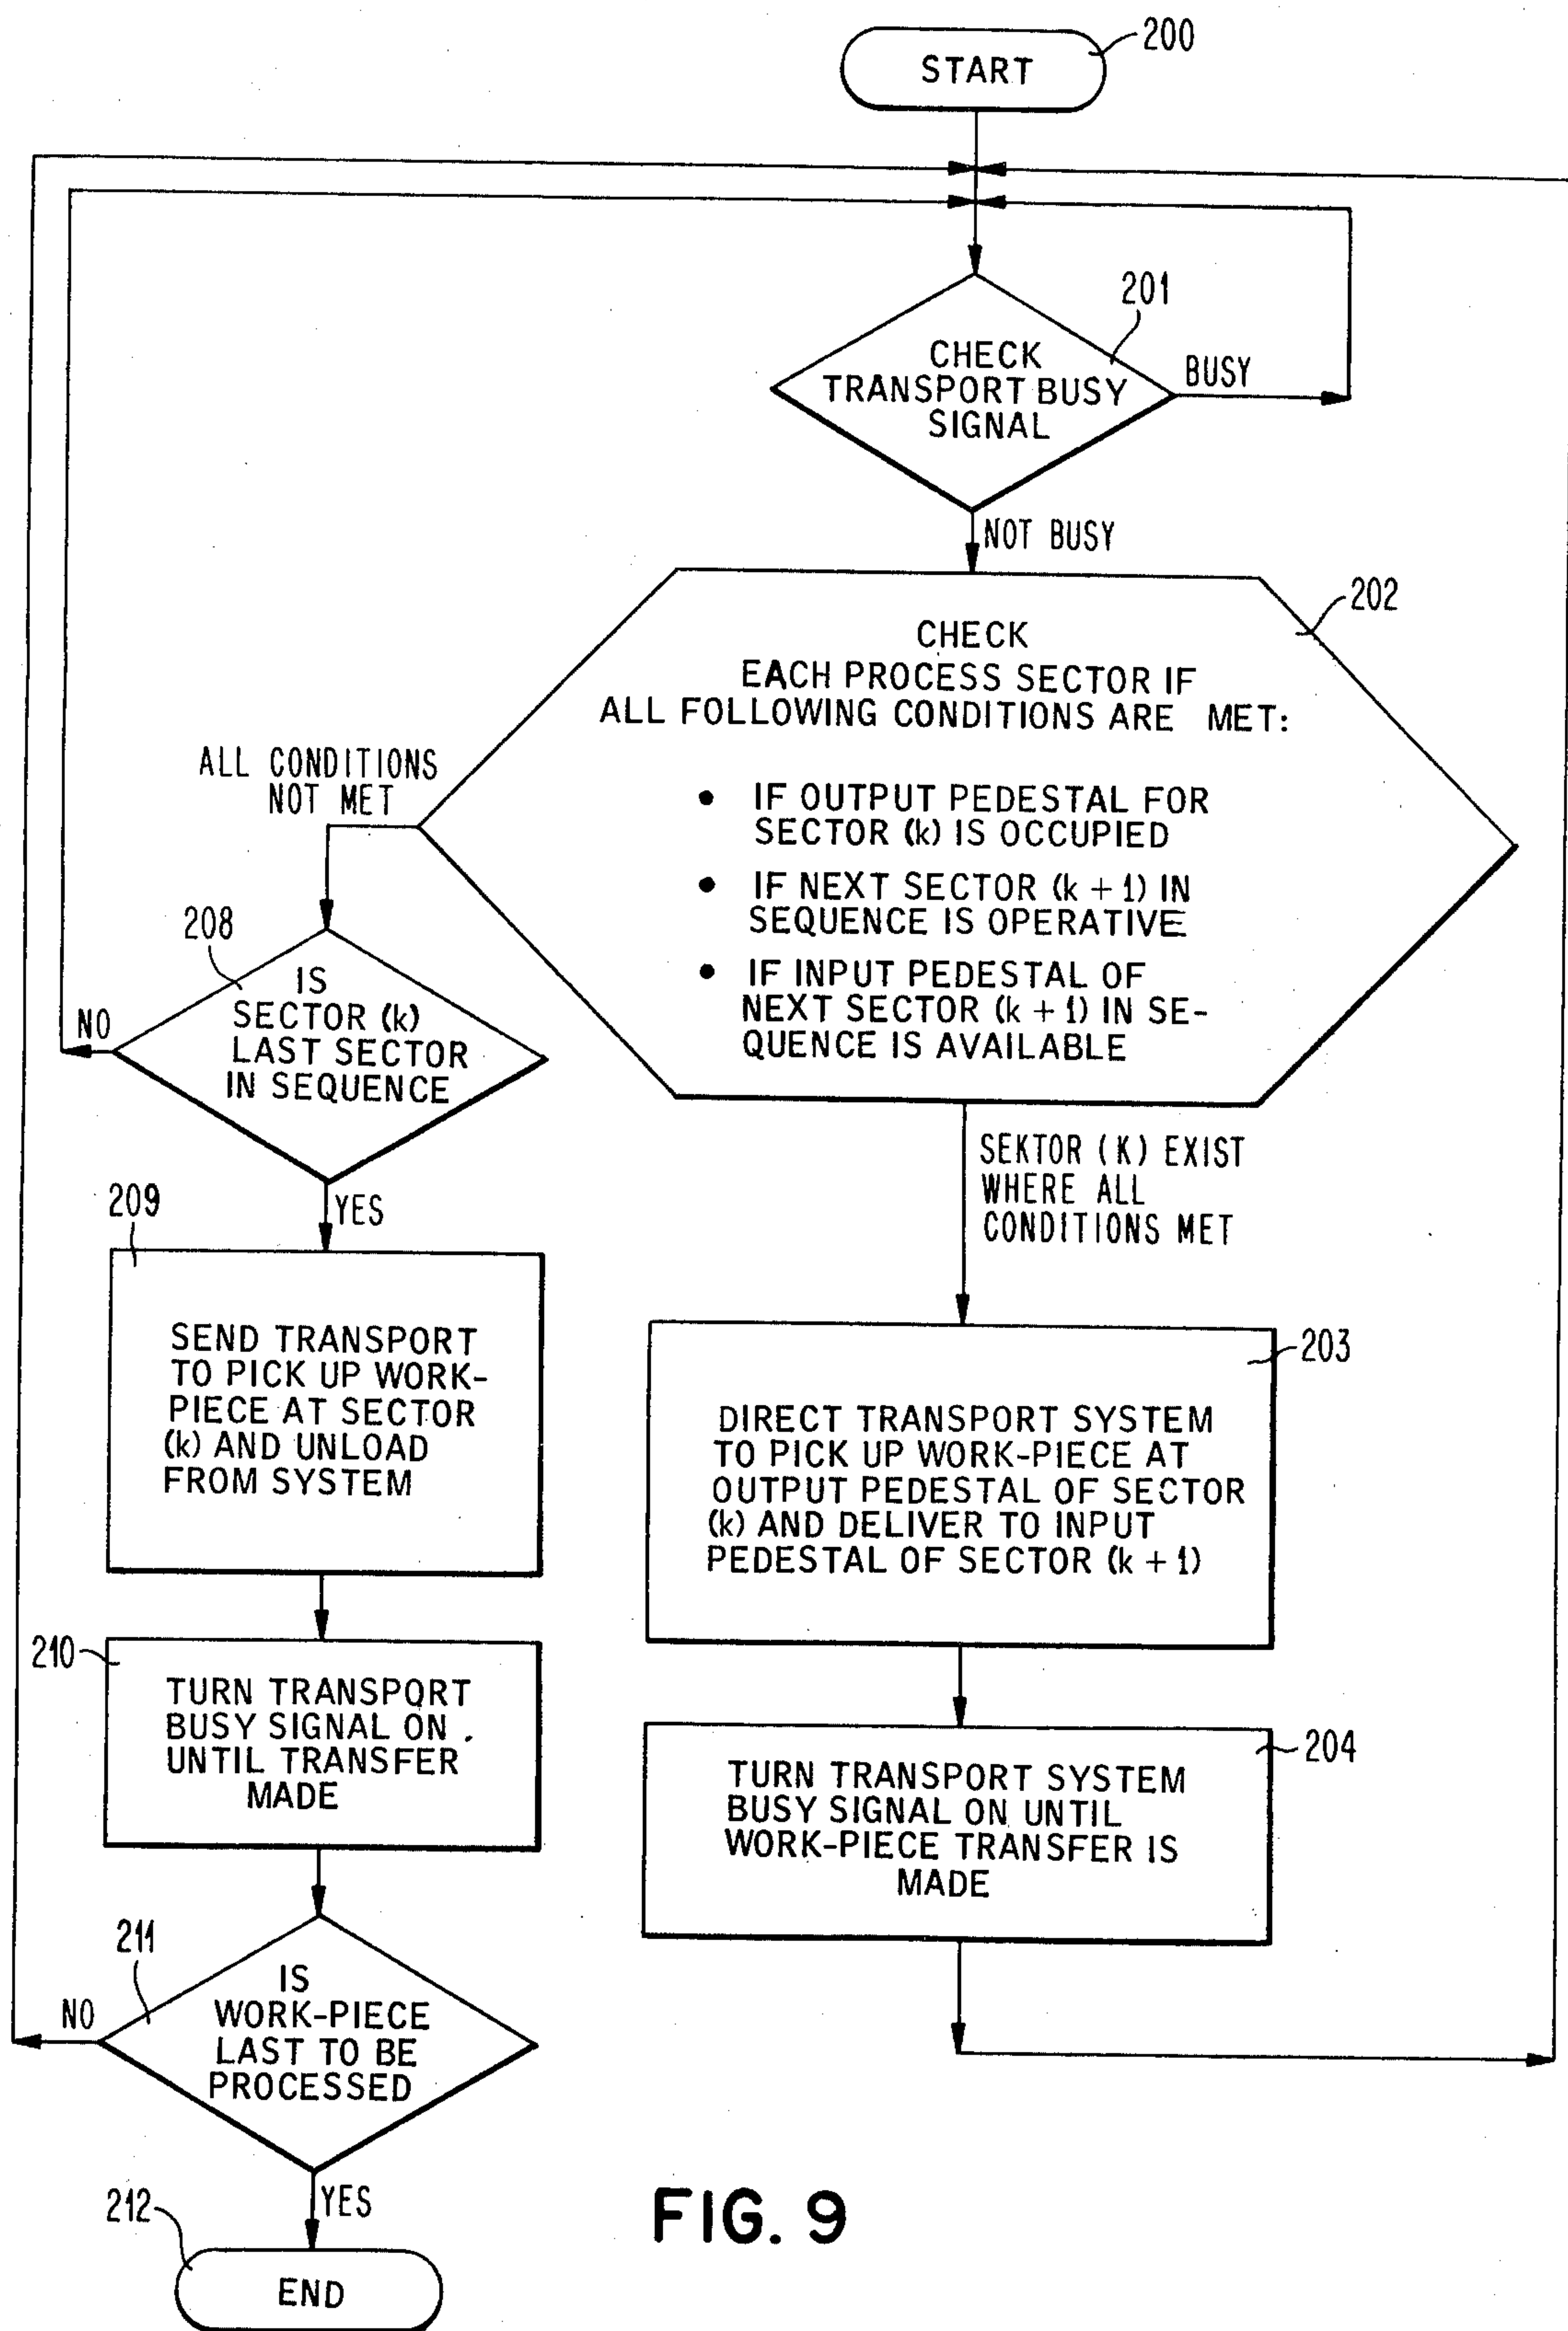 200
START
201
CHECK
TRANSPORT BUSY
SIGNAL
BUSY
NOT BUSY
202
CHECK
EACH PROCESS SECTOR IF
ALL FOLLOWING CONDITIONS ARE MET:
• IF OUTPUT PEDESTAL FOR
SECTOR (k) IS OCCUPIED
• IF NEXT SECTOR (k + 1) IN
SEQUENCE IS OPERATIVE
• IF INPUT PEDESTAL OF
NEXT SECTOR (k + 1) IN SE-
QUENCE IS AVAILABLE
ALL CONDITIONS
NOT MET
208
IS
SECTOR (k)
LAST SECTOR
IN SEQUENCE
NO
YES
SEKTOR (K) EXIST
WHERE ALL
CONDITIONS MET
209
SEND TRANSPORT
TO PICK UP WORK-
PIECE AT SECTOR
(k) AND UNLOAD
FROM SYSTEM
203
DIRECT TRANSPORT SYSTEM
TO PICK UP WORK-PIECE AT
OUTPUT PEDESTAL OF SECTOR
(k) AND DELIVER TO INPUT
PEDESTAL OF SECTOR (k + 1)
210
TURN TRANSPORT
BUSY SIGNAL ON
UNTIL TRANSFER
MADE
204
TURN TRANSPORT SYSTEM
BUSY SIGNAL ON UNTIL
WORK-PIECE TRANSFER IS
MADE
211
IS
WORK-PIECE
LAST TO BE
PROCESSED
NO
YES
212
END
FIG. 9